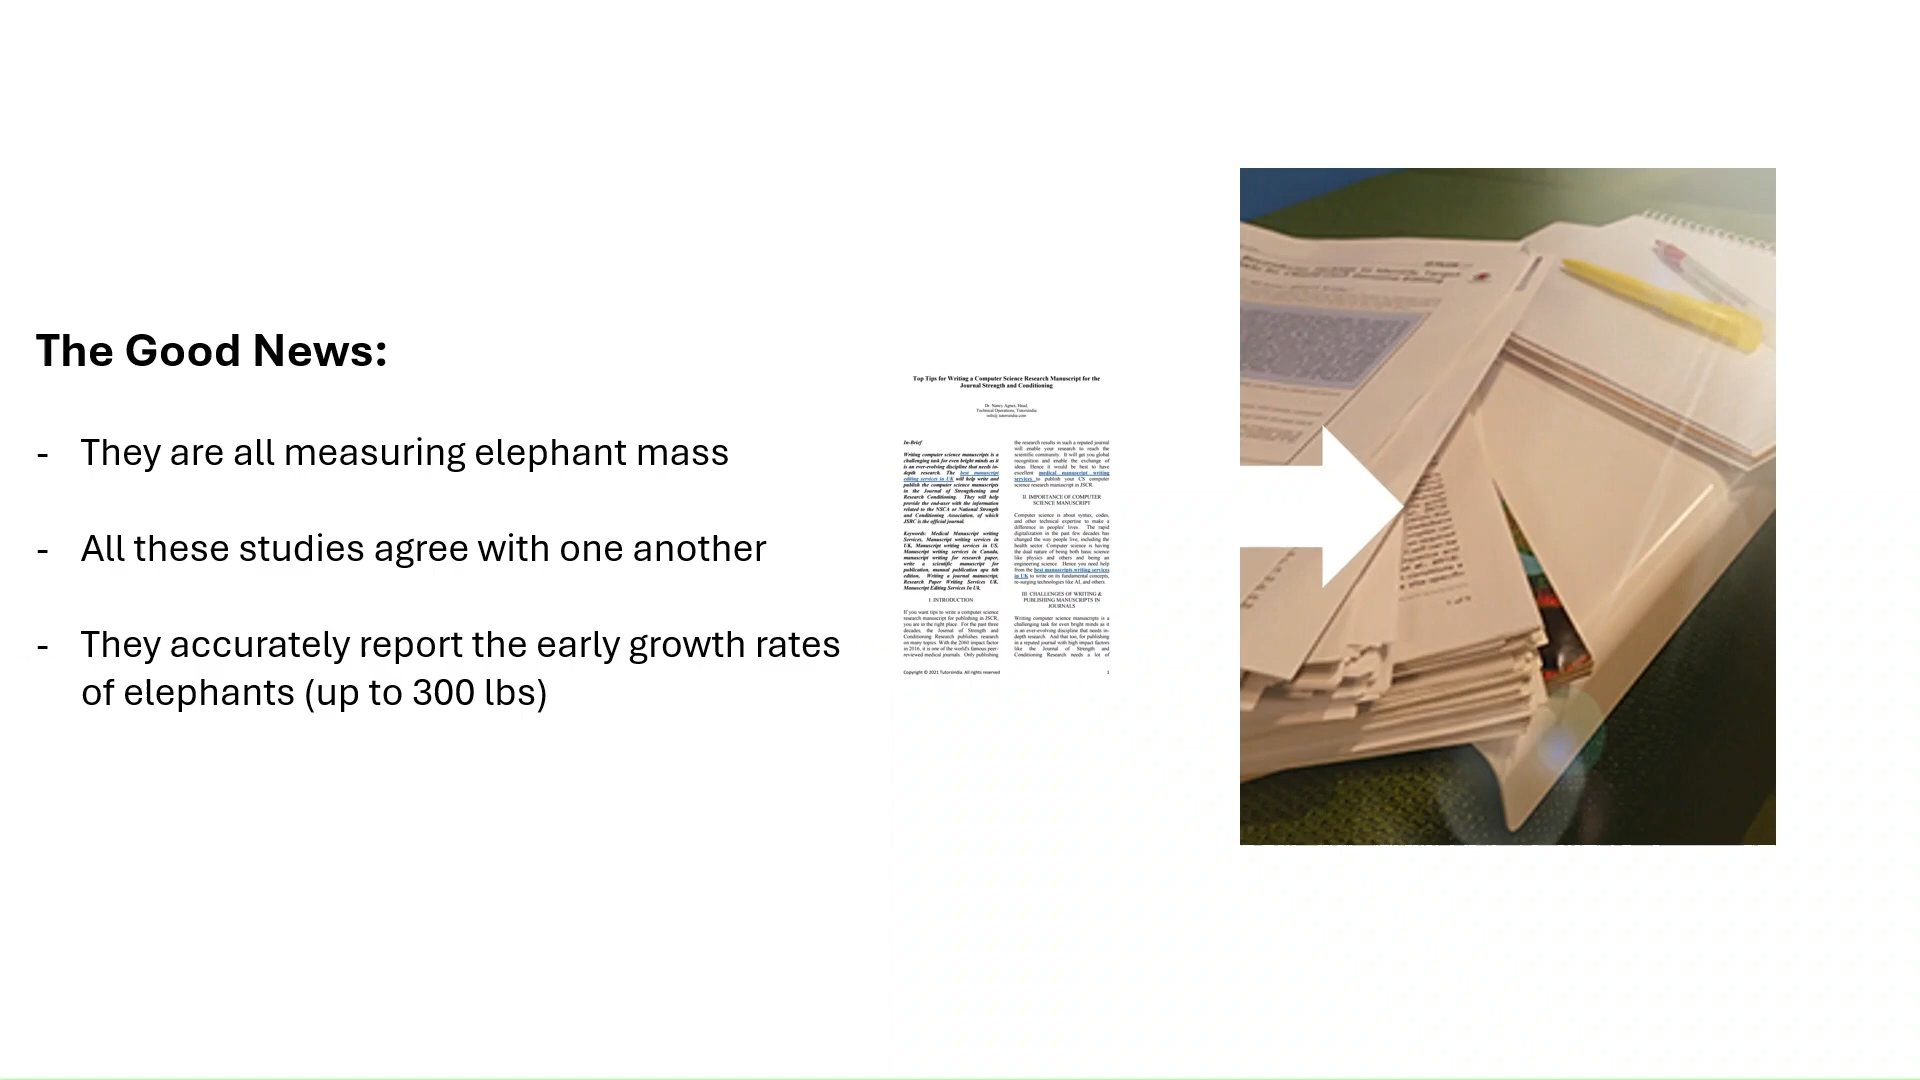 The Good News:
- They are all measuring elephant mass
- All these studies agree with one another
- They accurately report the early growth rates
of elephants (up to 300 lbs)
Top Tips for Writing a Computer Science Research Manuscript for the
Journal Strength and Conditioning
Dr. Nancy Agnes, Head,
Technical Operations, Tutorsindia
info@ tutorsindia.com
In-Brief
Writing computer science manuscripts is a
challenging task for even bright minds as it
is an ever-evolving discipline that needs in-
depth research. The best manuscript
editing services in UK will help write and
publish the computer science manuscripts
in the Journal of Strengthening and
Research Conditioning. They will help
provide the end-user with the information
related to the NSCA or National Strength
and Conditioning Association, of which
JSRC is the official journal.
Keywords: Medical Manuscript writing
Services, Manuscript writing services in
UK, Manuscript writing services in US,
Manuscript writing services in Canada,
manuscript writing for research paper,
write a scientific manuscript for
publication, manual publication apa 6th
edition, Writing a journal manuscript,
Research Paper Writing Services UK,
Manuscript Editing Services In Uk.
I. INTRODUCTION
If you want tips to write a computer science
research manuscript for publishing in JSCR,
you are in the right place. For the past three
decades, the Journal of Strength and
Conditioning Research publishes research
on many topics. With the 2060 impact factor
in 2016, it is one of the world's famous peer-
reviewed medical journals. Only publishing
the research results in such a reputed journal
will enable your research to reach the
scientific community. It will get you global
recognition and enable the exchange of
ideas. Hence it would be best to have
excellent medical manuscript writing
services to publish your CS computer
science research manuscript in JSCR.
II. IMPORTANCE OF COMPUTER
SCIENCE MANUSCRIPT
Computer science is about syntax, codes,
and other technical expertise to make a
difference in peoples' lives. The rapid
digitalization in the past few decades has
changed the way people live, including the
health sector. Computer science is having
the dual nature of being both basic science
like physics and others and being an
engineering science Hence you need help
from the best manuscripts writing services
in UK to write on its fundamental concepts,
re-surging technologies like AI, and others.
III. CHALLENGES OF WRITING &
PUBLISHING MANUSCRIPTS IN
JOURNALS
Writing computer science manuscripts is a
challenging task for even bright minds as it
is an ever-evolving discipline that needs in-
depth research. And that too, for publishing
in a reputed journal with high impact factors
like the Journal of Strength and
Conditioning Research needs a lot of
Copyright © 2021 TutorsIndia. All rights reserved
1